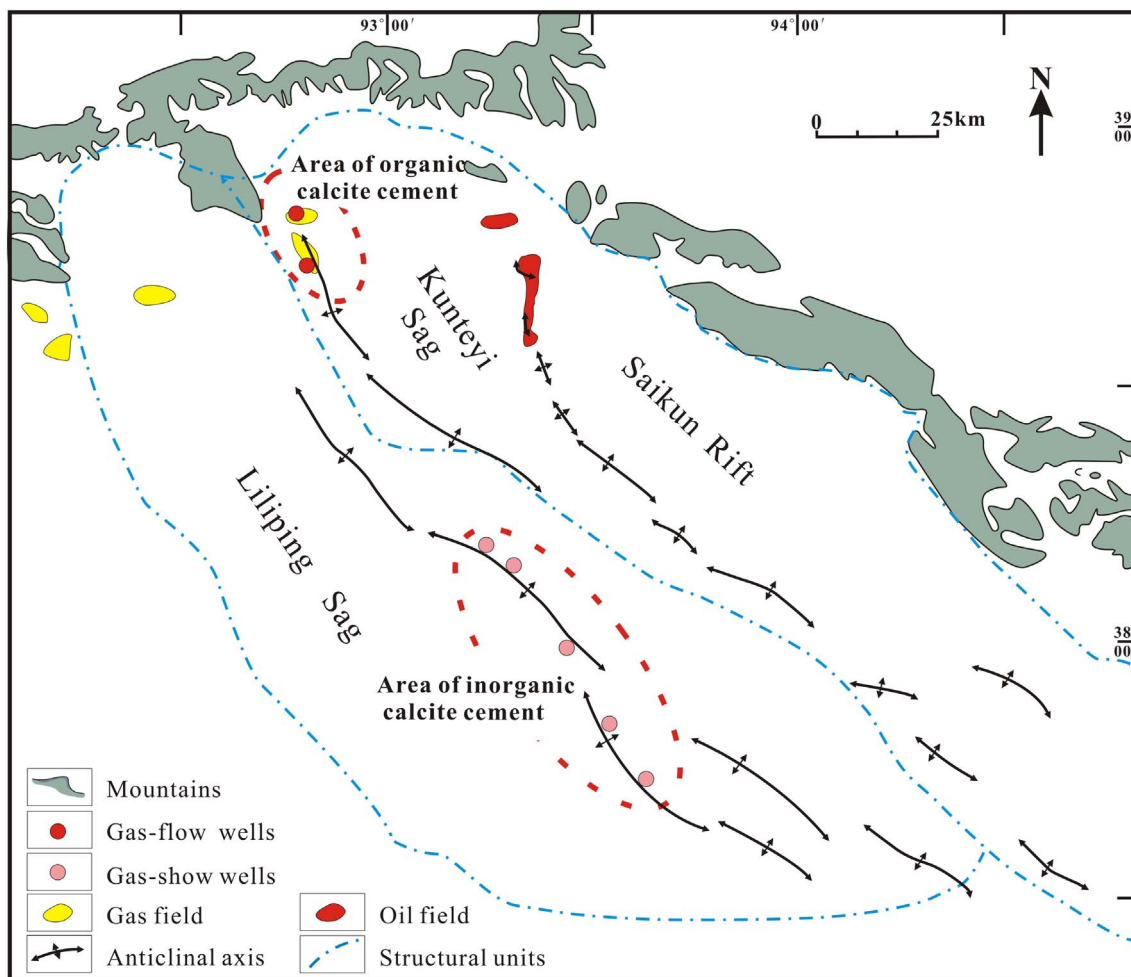 93°00′
94°00′
N
0 25km
39
00
Area of organic
calcite cement
Kunteyi
Sag
Saikun Rift
Liliping
Sag
38
00
Area of inorganic
calcite cement
Mountains
Gas-flow wells
Gas-show wells
Gas field
Oil field
Anticlinal axis
Structural units